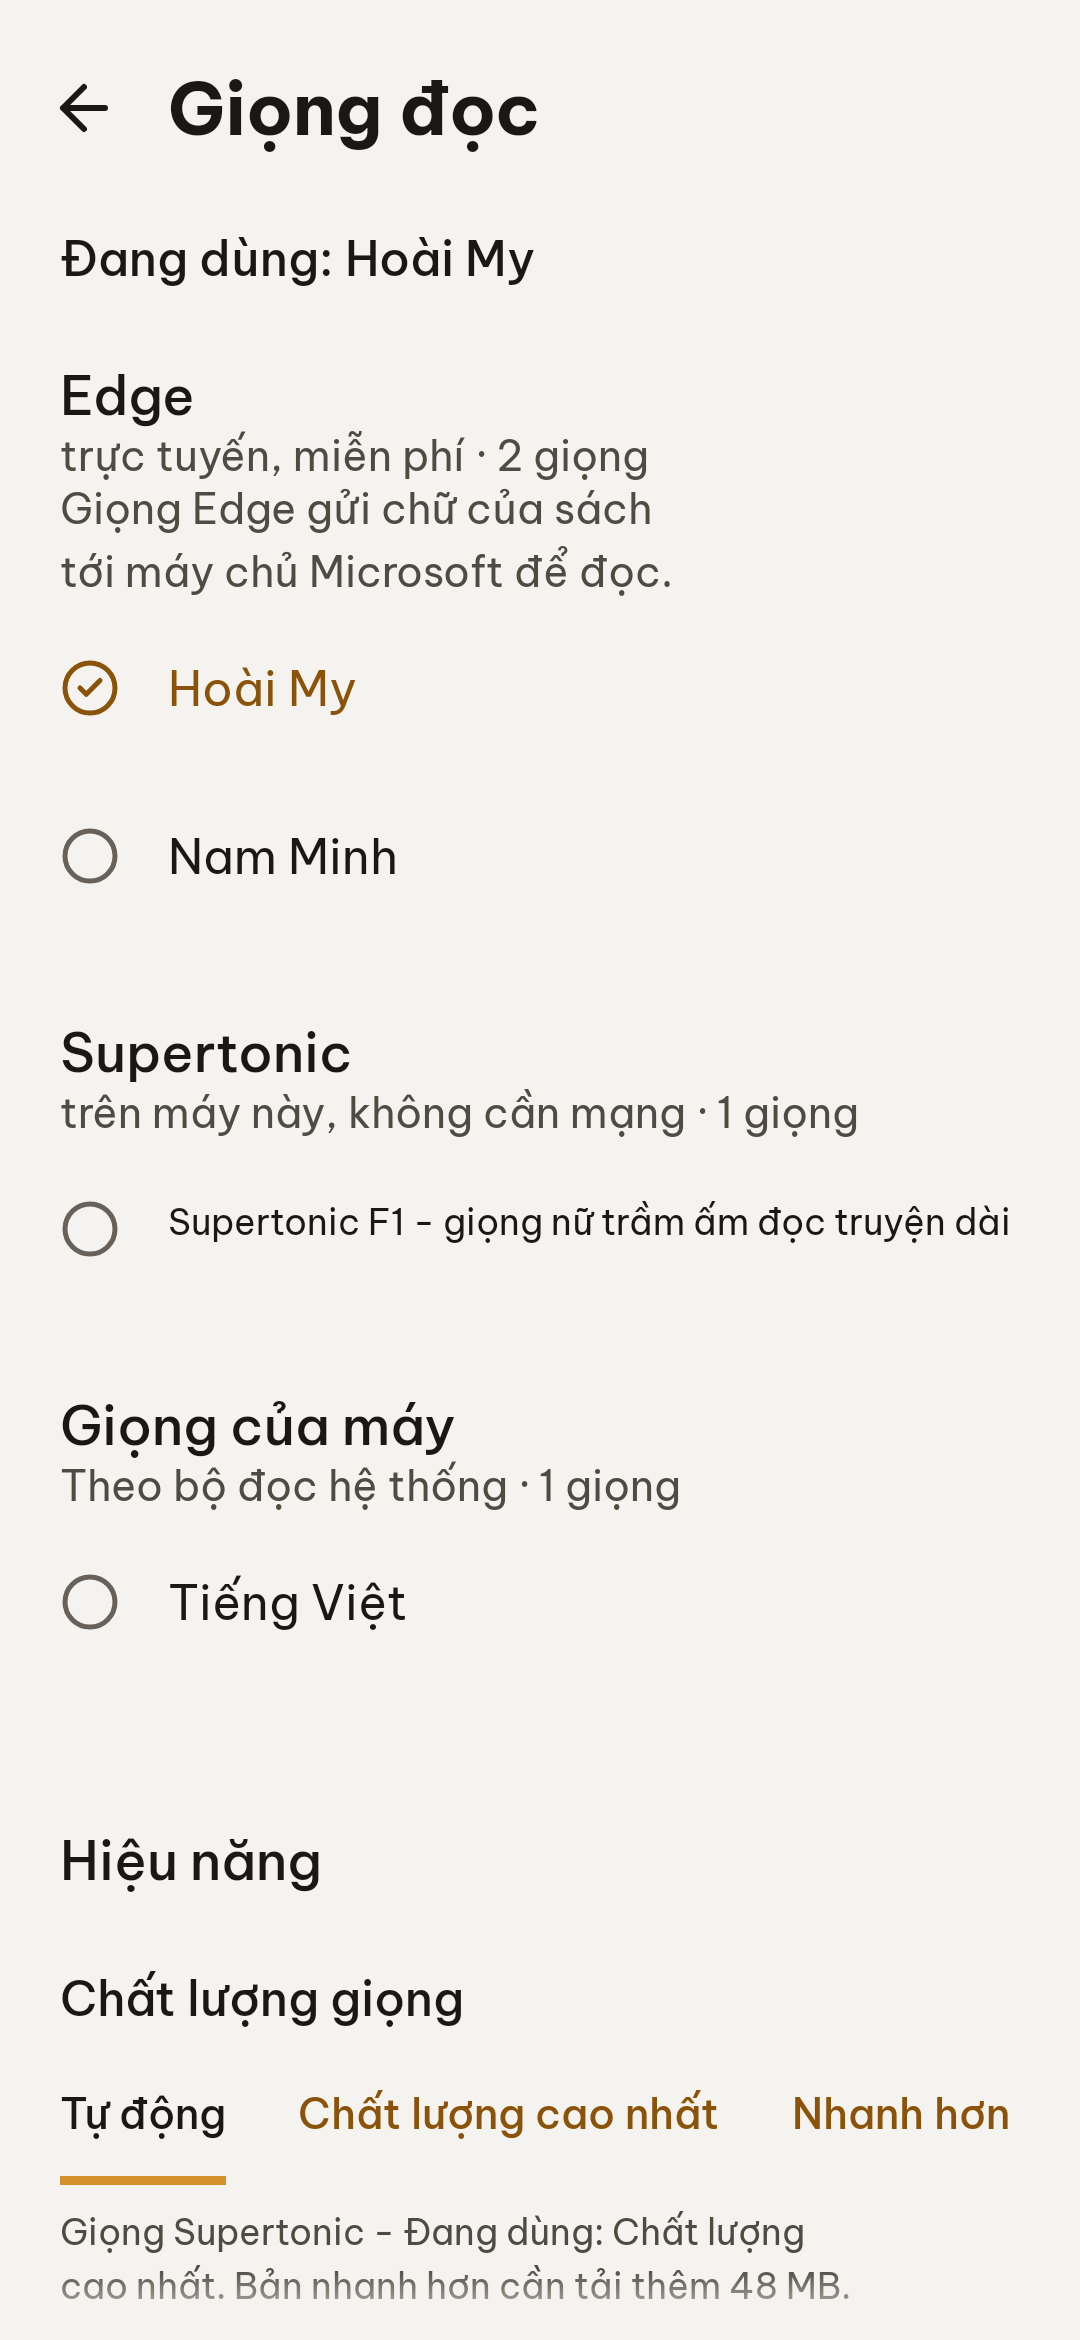 Giọng đọc
Đang dùng: Hoài My
Edge
trực tuyến, miễn phí · 2 giọng
Giọng Edge gửi chữ của sách
tới máy chủ Microsoft để đọc.
Hoài My
Nam Minh
Supertonic
trên máy này, không cần mạng · 1 giọng
Supertonic F1 – giọng nữ trầm ấm đọc truyện dài
Giọng của máy
Theo bộ đọc hệ thống · 1 giọng
Tiếng Việt
Hiệu năng
Chất lượng giọng
Tự động Chất lượng cao nhất Nhanh hơn
Giọng Supertonic – Đang dùng: Chất lượng
cao nhất. Bản nhanh hơn cần tải thêm 48 MB.